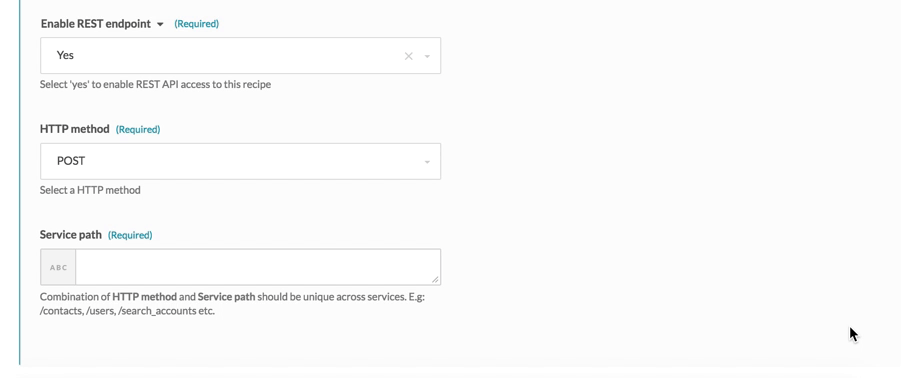 Enable REST endpoint (Required)
Yes
Select 'yes' to enable REST API access to this recipe
HTTP method (Required)
POST
Select a HTTP method
Service path (Required)
ABC
Combination of HTTP method and Service path should be unique across services. E.g:
/contacts, /users, /search_accounts etc.